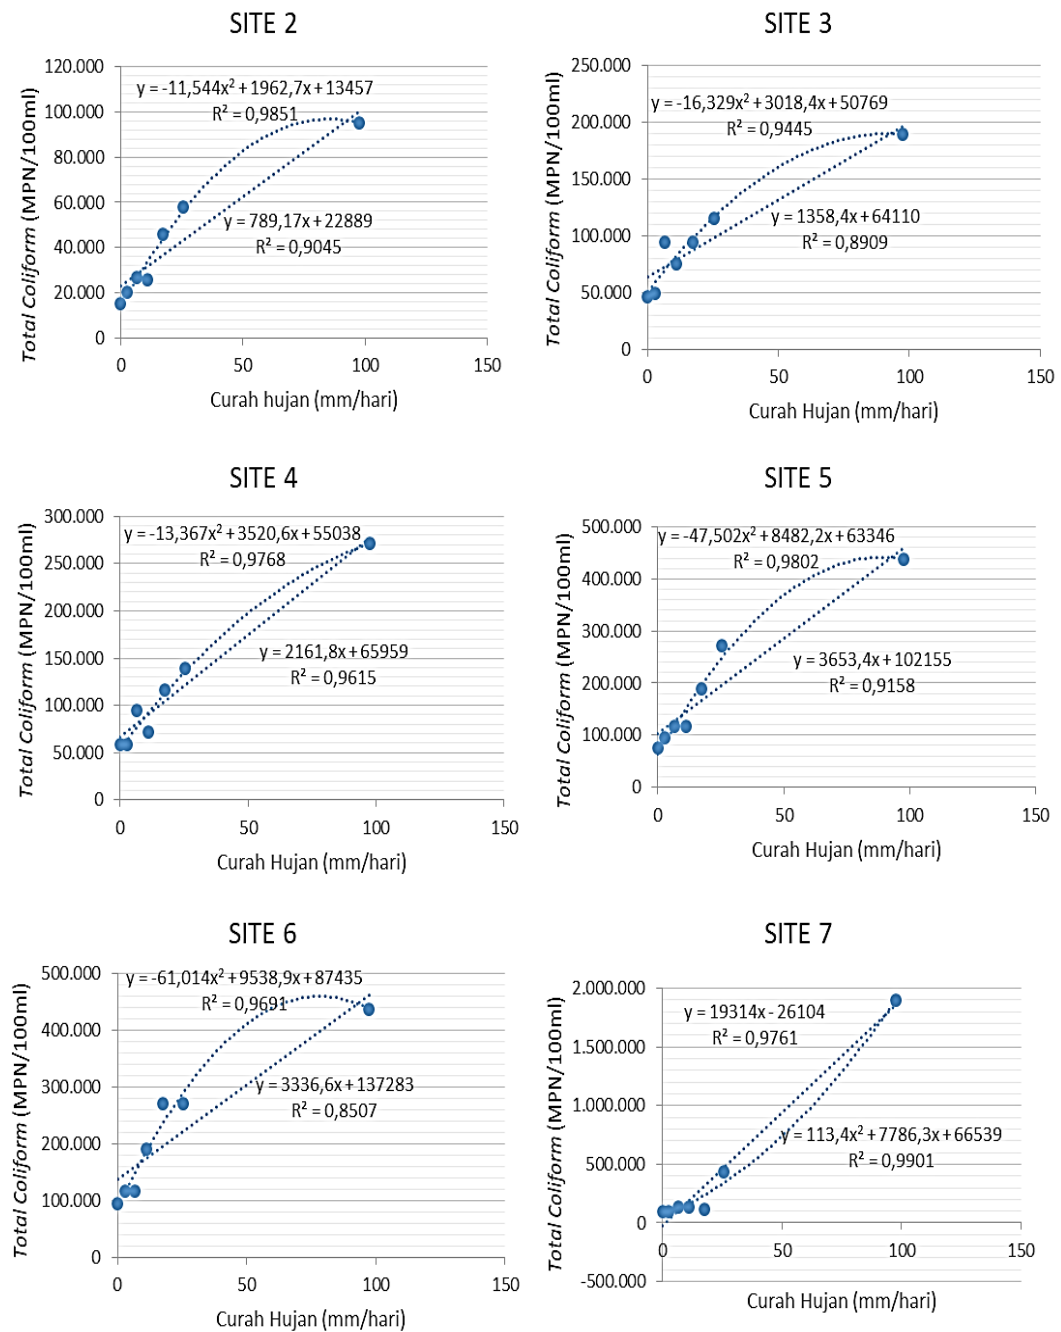 SITE 2
120.000
100.000
80.000
60.000
40.000
20.000
0
0
50
100
150
y = -11,544x² + 1962,7x + 13457
R² = 0,9851
y = 789,17x + 22889
R² = 0,9045
Total Coliform (MPN/100ml)
Curah hujan (mm/hari)
SITE 3
250.000
200.000
150.000
100.000
50.000
0
0
50
100
150
y = -16,329x² + 3018,4x + 50769
R² = 0,9445
y = 1358,4x + 64110
R² = 0,8909
Total Coliform (MPN/100ml)
Curah Hujan (mm/hari)
SITE 4
300.000
250.000
200.000
150.000
100.000
50.000
0
0
50
100
150
y = -13,367x² + 3520,6x + 55038
R² = 0,9768
y = 2161,8x + 65959
R² = 0,9615
Total Coliform (MPN/100ml)
Curah Hujan (mm/hari)
SITE 5
500.000
400.000
300.000
200.000
100.000
0
0
50
100
150
y = -47,502x² + 8482,2x + 63346
R² = 0,9802
y = 3653,4x + 102155
R² = 0,9158
Total Coliform (MPN/100ml)
Curah Hujan (mm/hari)
SITE 6
500.000
400.000
300.000
200.000
100.000
0
0
50
100
150
y = -61,014x² + 9538,9x + 87435
R² = 0,9691
y = 3336,6x + 137283
R² = 0,8507
Total Coliform (MPN/100ml)
Curah Hujan (mm/hari)
SITE 7
2.000.000
1.500.000
1.000.000
500.000
0
-500.000
0
50
100
150
y = 19314x - 26104
R² = 0,9761
y = 113,4x² + 7786,3x + 66539
R² = 0,9901
Total Coliform (MPN/100ml)
Curah Hujan (mm/hari)